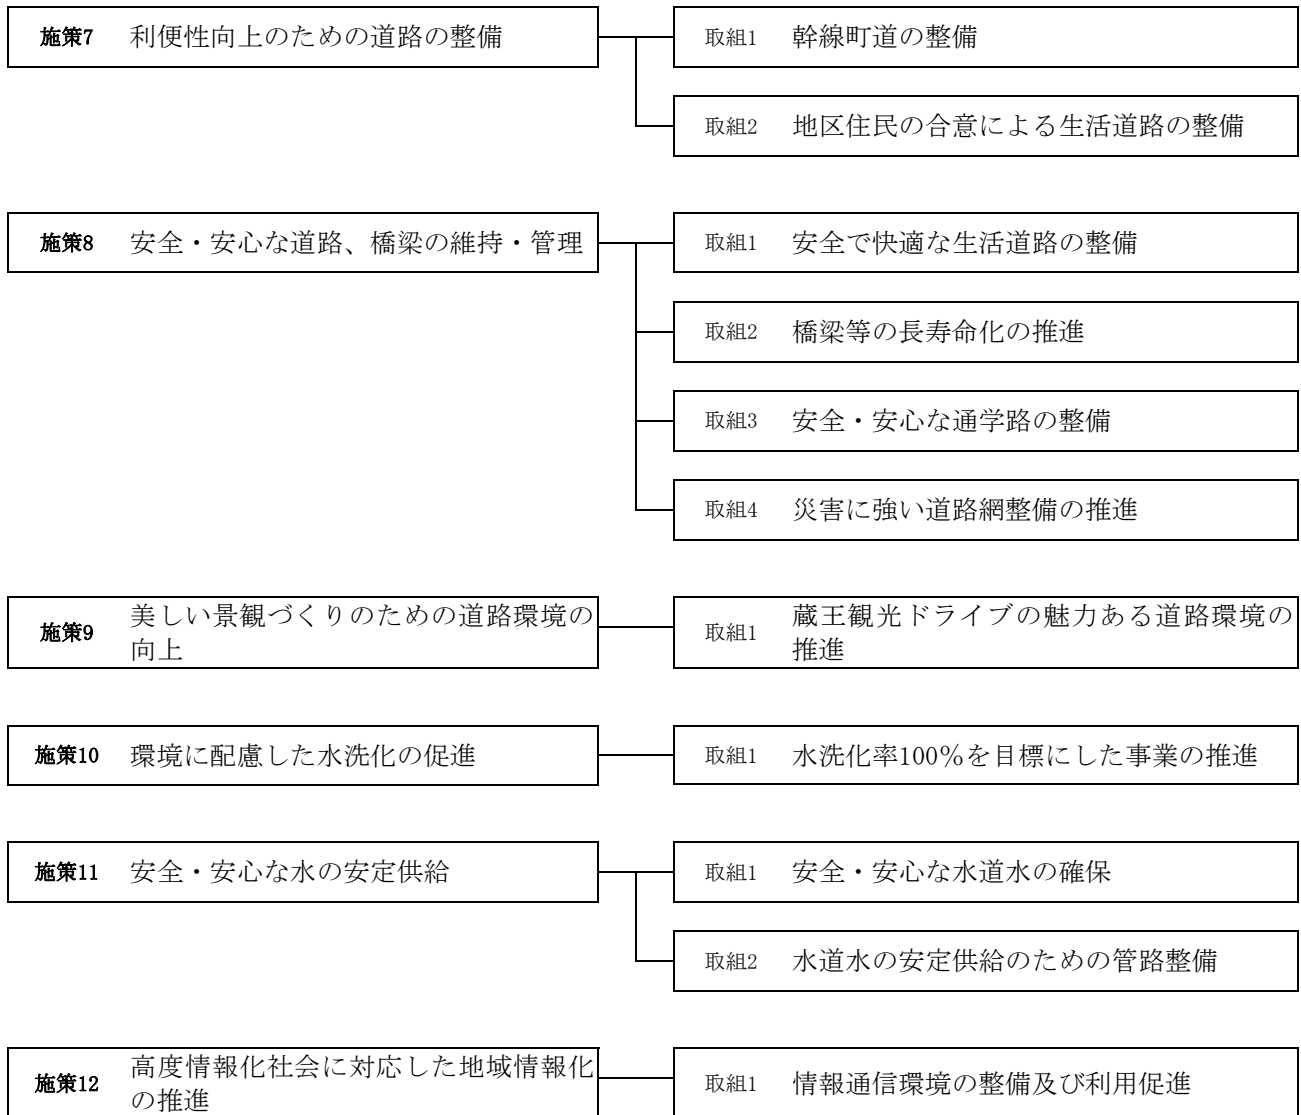 施策7 利便性向上のための道路の整備 取組1 幹線町道の整備
取組2 地区住民の合意による生活道路の整備
施策8 安全・安心な道路、橋梁の維持・管理 取組1 安全で快適な生活道路の整備
取組2 橋梁等の長寿命化の推進
取組3 安全・安心な通学路の整備
取組4 災害に強い道路網整備の推進
施策9 美しい景観づくりのための道路環境の
向上
取組1 蔵王観光ドライブの魅力ある道路環境の
推進
施策10 環境に配慮した水洗化の促進 取組1 水洗化率100%を目標にした事業の推進
施策11 安全・安心な水の安定供給 取組1 安全・安心な水道水の確保
取組2 水道水の安定供給のための管路整備
施策12 高度情報化社会に対応した地域情報化
の推進
取組1 情報通信環境の整備及び利用促進